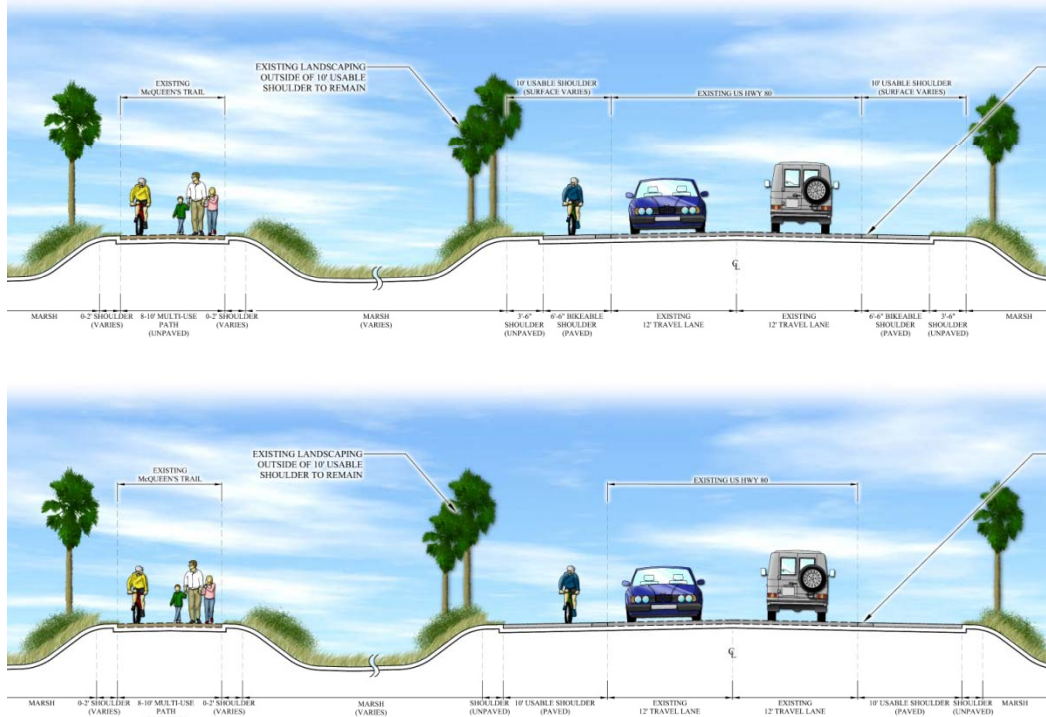 EXISTING
McQUEEN'S TRAIL
EXISTING LANDSCAPING
OUTSIDE OF 10' USABLE
SHOULDER TO REMAIN
10' USABLE SHOULDER
(SURFACE VARIES)
EXISTING US HWY 80
10' USABLE SHOULDER
(SURFACE VARIES)
℄
MARSH
0-2' SHOULDER
(VARIES)
8-10' MULTI-USE
PATH
(UNPAVED)
0-2' SHOULDER
(VARIES)
MARSH
(VARIES)
3'-6"
SHOULDER
(UNPAVED)
6'-6" BIKEABLE
SHOULDER
(PAVED)
EXISTING
12' TRAVEL LANE
EXISTING
12' TRAVEL LANE
6'-6" BIKEABLE
SHOULDER
(PAVED)
3'-6"
SHOULDER
(UNPAVED)
MARSH
EXISTING
McQUEEN'S TRAIL
EXISTING LANDSCAPING
OUTSIDE OF 10' USABLE
SHOULDER TO REMAIN
EXISTING US HWY 80
℄
MARSH
0-2' SHOULDER
(VARIES)
8-10' MULTI-USE
PATH
0-2' SHOULDER
(VARIES)
MARSH
(VARIES)
SHOULDER
(UNPAVED)
10' USABLE SHOULDER
(PAVED)
EXISTING
12' TRAVEL LANE
EXISTING
12' TRAVEL LANE
10' USABLE SHOULDER
(PAVED)
SHOULDER
(UNPAVED)
MARSH